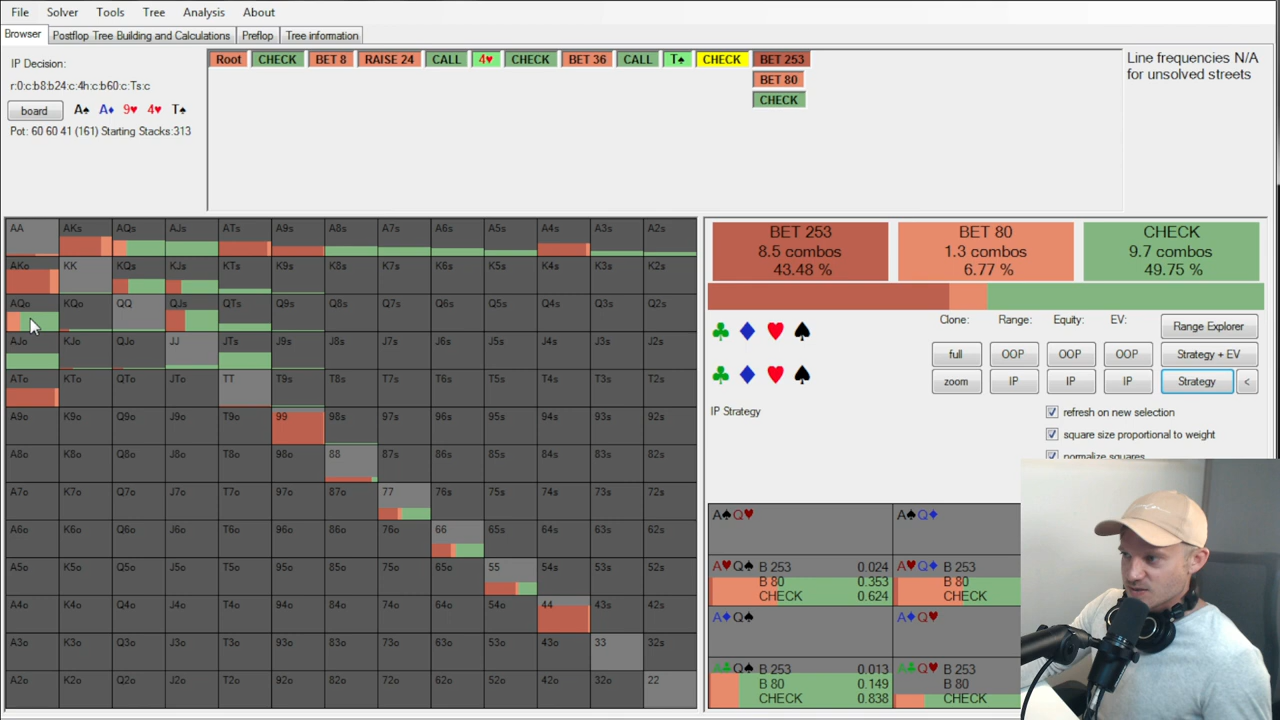 File Solver Tools Tree Analysis About
Browser Postflop Tree Building and Calculations Preflop Tree information
IP Decision:
r:0:c:b8:b24:c:4h:c:b60:c:Ts:c
board A♠ A♦ 9♥ 4♥ T♠
Pot: 60 60 41 (161) Starting Stacks:313
Root CHECK BET 8 RAISE 24 CALL 4♥ CHECK BET 36 CALL T♠ CHECK BET 253
BET 80
CHECK
Line frequencies N/A
for unsolved streets
AA AKs AQs AJs ATs A9s A8s A7s A6s A5s A4s A3s A2s
AKo KK KQs KJs KTs K9s K8s K7s K6s K5s K4s K3s K2s
AQo KQo QQ QJs QTs Q9s Q8s Q7s Q6s Q5s Q4s Q3s Q2s
AJo KJo QJo JJ JTs J9s J8s J7s J6s J5s J4s J3s J2s
ATo KTo QTo JTo TT T9s T8s T7s T6s T5s T4s T3s T2s
A9o K9o Q9o J9o T9o 99 98s 97s 96s 95s 94s 93s 92s
A8o K8o Q8o J8o T8o 98o 88 87s 86s 85s 84s 83s 82s
A7o K7o Q7o J7o T7o 97o 87o 77 76s 75s 74s 73s 72s
A6o K6o Q6o J6o T6o 96o 86o 76o 66 65s 64s 63s 62s
A5o K5o Q5o J5o T5o 95o 85o 75o 65o 55 54s 53s 52s
A4o K4o Q4o J4o T4o 94o 84o 74o 64o 54o 44 43s 42s
A3o K3o Q3o J3o T3o 93o 83o 73o 63o 53o 43o 33 32s
A2o K2o Q2o J2o T2o 92o 82o 72o 62o 52o 42o 32o 22
BET 253 BET 80 CHECK
8.5 combos 1.3 combos 9.7 combos
43.48 % 6.77 % 49.75 %
♣ ♦ ♥ ♠
♣ ♦ ♥ ♠
Clone: Range: Equity: EV: Range Explorer
full OOP OOP OOP Strategy + EV
zoom IP IP IP Strategy <
IP Strategy
refresh on new selection
square size proportional to weight
normalize squares
A♠Q♥ A♠Q♦
A♥Q♠ B 253 0.024 A♥Q♦ B 253
B 80 0.353 B 80
CHECK 0.624 CHECK
A♦Q♠ A♦Q♥
A♣Q♠ B 253 0.013 A♣Q♥ B 253
B 80 0.149 B 80
CHECK 0.838 CHECK